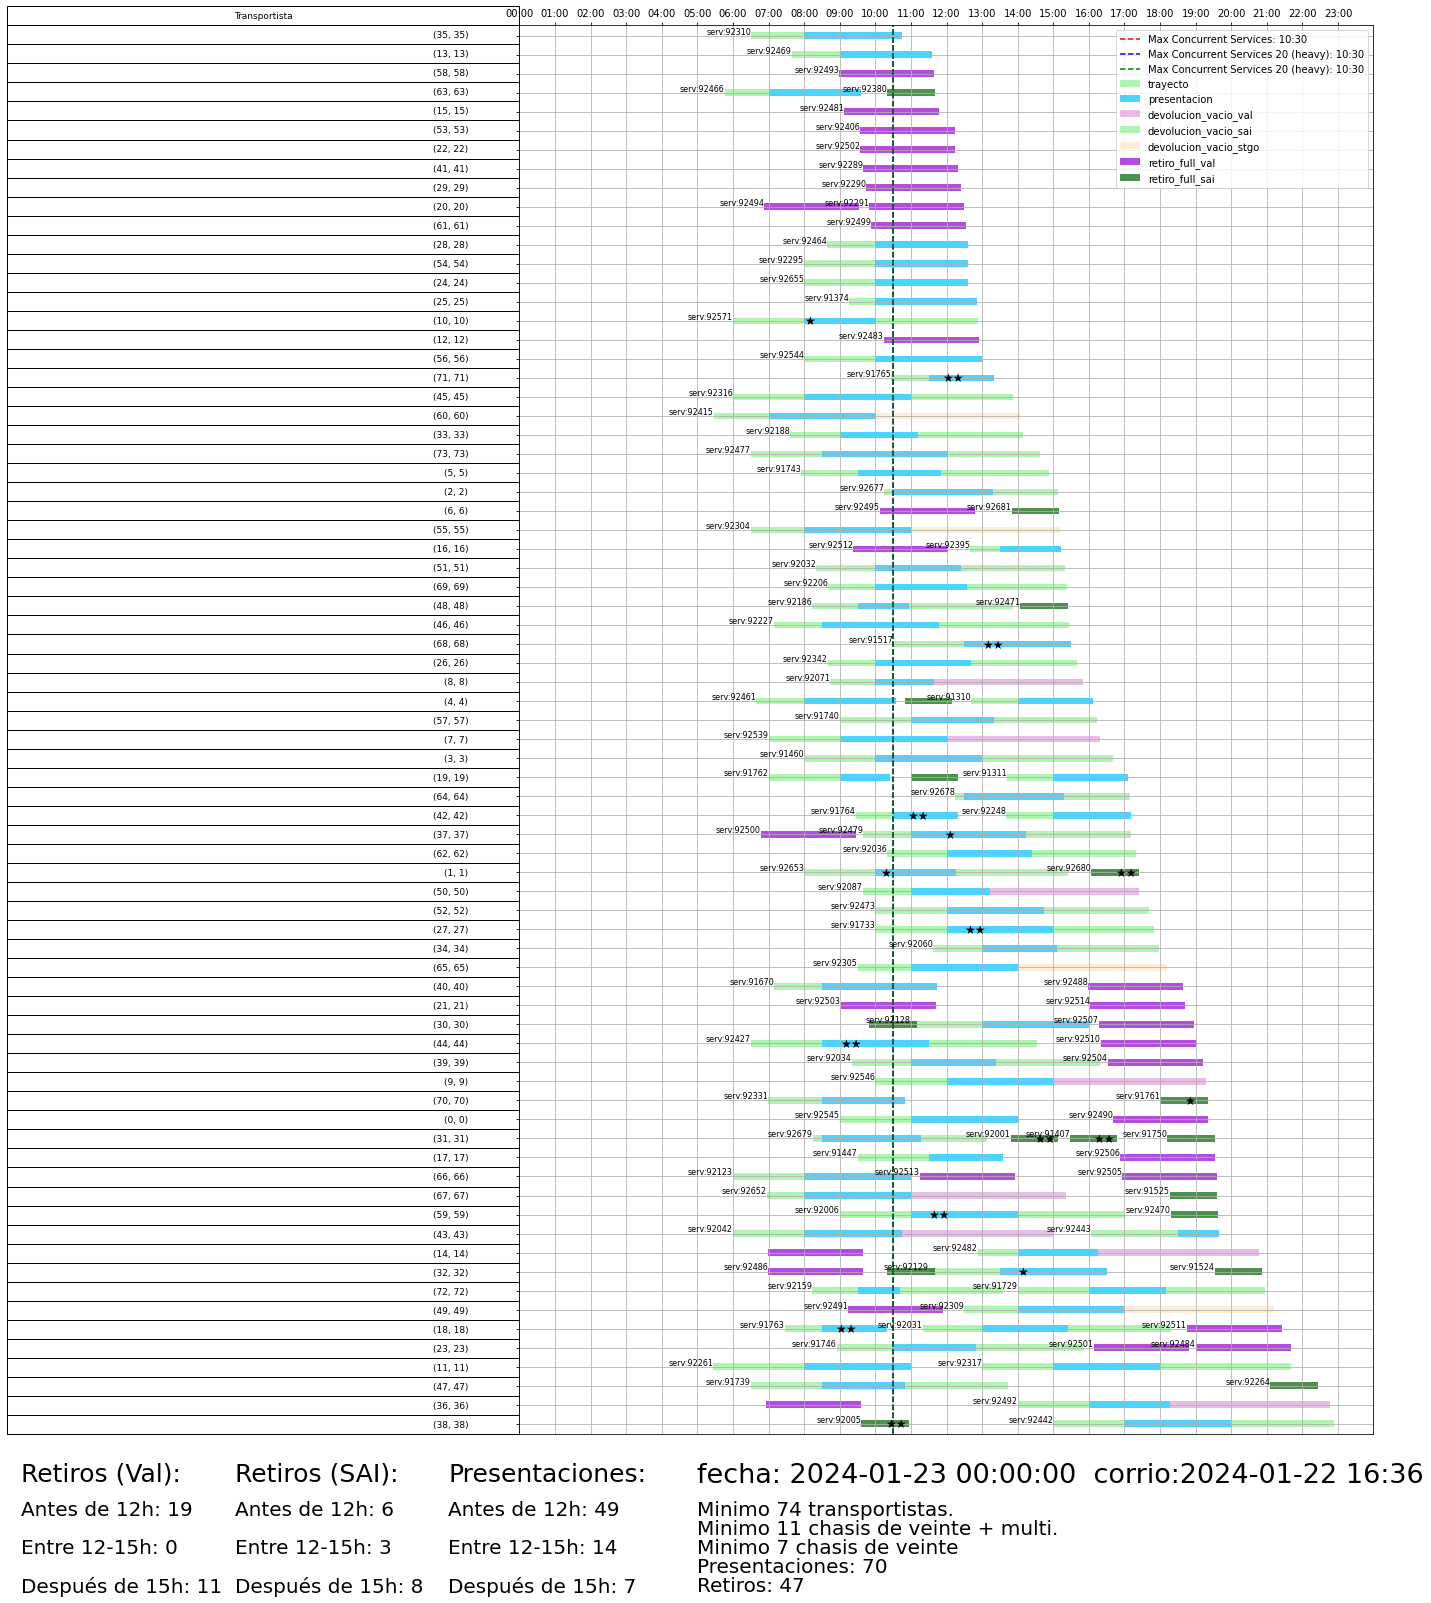 Transportista
00:00 01:00 02:00 03:00 04:00 05:00 06:00 07:00 08:00 09:00 10:00 11:00 12:00 13:00 14:00 15:00 16:00 17:00 18:00 19:00 20:00 21:00 22:00 23:00
Max Concurrent Services: 10:30
Max Concurrent Services 20 (heavy): 10:30
Max Concurrent Services 20 (heavy): 10:30
trayecto
presentacion
devolucion_vacio_val
devolucion_vacio_sai
devolucion_vacio_stgo
retiro_full_val
retiro_full_sai
(35, 35) serv:92310
(13, 13) serv:92469
(58, 58) serv:92493
(63, 63) serv:92466 serv:92380
(15, 15) serv:92481
(53, 53) serv:92406
(22, 22) serv:92502
(41, 41) serv:92289
(29, 29) serv:92290
(20, 20) serv:92494 serv:92291
(61, 61) serv:92499
(28, 28) serv:92464
(54, 54) serv:92295
(24, 24) serv:92655
(25, 25) serv:91374
(10, 10) serv:92571
(12, 12) serv:92483
(56, 56) serv:92544
(71, 71) serv:91765
(45, 45) serv:92316
(60, 60) serv:92415
(33, 33) serv:92188
(73, 73) serv:92477
(5, 5) serv:91743
(2, 2) serv:92677
(6, 6) serv:92495 serv:92681
(55, 55) serv:92304
(16, 16) serv:92512 serv:92395
(51, 51) serv:92032
(69, 69) serv:92206
(48, 48) serv:92186 serv:92471
(46, 46) serv:92227
(68, 68) serv:91517
(26, 26) serv:92342
(8, 8) serv:92071
(4, 4) serv:92461 serv:91310
(57, 57) serv:91740
(7, 7) serv:92539
(3, 3) serv:91460
(19, 19) serv:91762 serv:91311
(64, 64) serv:92678
(42, 42) serv:91764 serv:92248
(37, 37) serv:92500 serv:92479
(62, 62) serv:92036
(1, 1) serv:92653 serv:92680
(50, 50) serv:92087
(52, 52) serv:92473
(27, 27) serv:91733
(34, 34) serv:92060
(65, 65) serv:92305
(40, 40) serv:91670 serv:92488
(21, 21) serv:92503 serv:92514
(30, 30) serv:92128 serv:92507
(44, 44) serv:92427 serv:92510
(39, 39) serv:92034 serv:92504
(9, 9) serv:92546
(70, 70) serv:92331 serv:91761
(0, 0) serv:92545 serv:92490
(31, 31) serv:92679 serv:92001 serv:91407 serv:91750
(17, 17) serv:91447 serv:92506
(66, 66) serv:92123 serv:92513 serv:92505
(67, 67) serv:92652 serv:91525
(59, 59) serv:92006 serv:92470
(43, 43) serv:92042 serv:92443
(14, 14) serv:92482
(32, 32) serv:92486 serv:92129 serv:91524
(72, 72) serv:92159 serv:91729
(49, 49) serv:92491 serv:92309
(18, 18) serv:91763 serv:92031 serv:92511
(23, 23) serv:91746 serv:92501 serv:92484
(11, 11) serv:92261 serv:92317
(47, 47) serv:91739 serv:92264
(36, 36) serv:92492
(38, 38) serv:92005 serv:92442
Retiros (Val):
Antes de 12h: 19
Entre 12-15h: 0
Después de 15h: 11
Retiros (SAI):
Antes de 12h: 6
Entre 12-15h: 3
Después de 15h: 8
Presentaciones:
Antes de 12h: 49
Entre 12-15h: 14
Después de 15h: 7
fecha: 2024-01-23 00:00:00 corrio:2024-01-22 16:36
Minimo 74 transportistas.
Minimo 11 chasis de veinte + multi.
Minimo 7 chasis de veinte
Presentaciones: 70
Retiros: 47